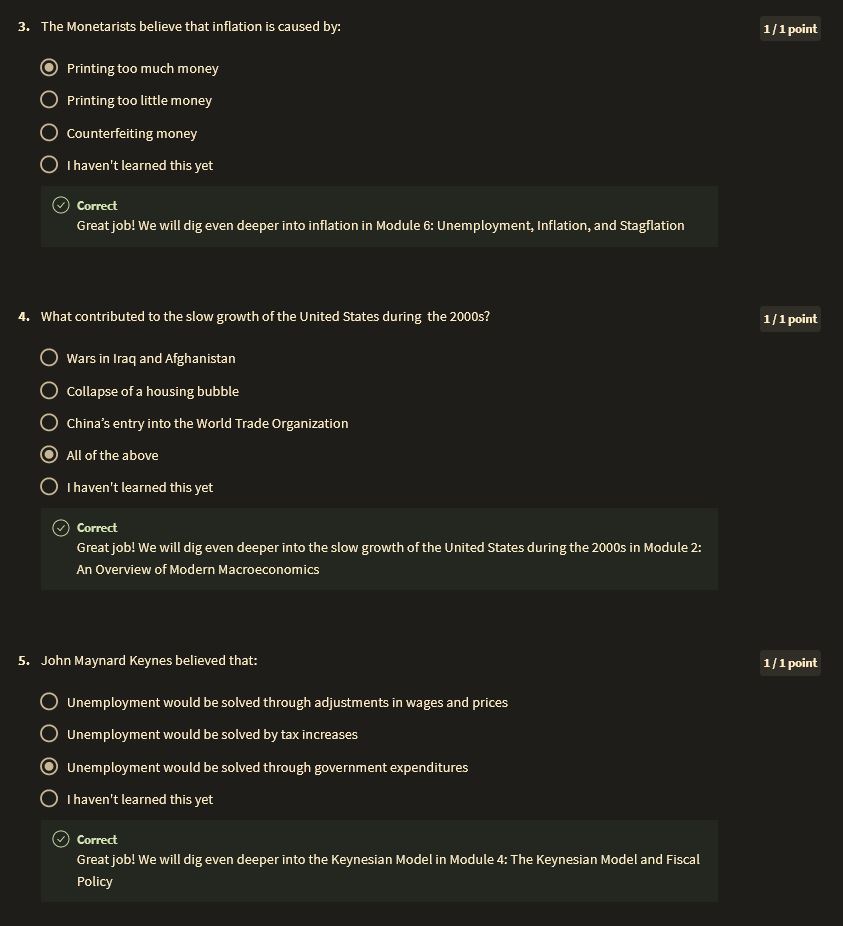 3. The Monetarists believe that inflation is caused by:
1 / 1 point
Printing too much money
Printing too little money
Counterfeiting money
I haven't learned this yet
Correct
Great job! We will dig even deeper into inflation in Module 6: Unemployment, Inflation, and Stagflation
4. What contributed to the slow growth of the United States during the 2000s?
1 / 1 point
Wars in Iraq and Afghanistan
Collapse of a housing bubble
China’s entry into the World Trade Organization
All of the above
I haven't learned this yet
Correct
Great job! We will dig even deeper into the slow growth of the United States during the 2000s in Module 2:
An Overview of Modern Macroeconomics
5. John Maynard Keynes believed that:
1 / 1 point
Unemployment would be solved through adjustments in wages and prices
Unemployment would be solved by tax increases
Unemployment would be solved through government expenditures
I haven't learned this yet
Correct
Great job! We will dig even deeper into the Keynesian Model in Module 4: The Keynesian Model and Fiscal
Policy